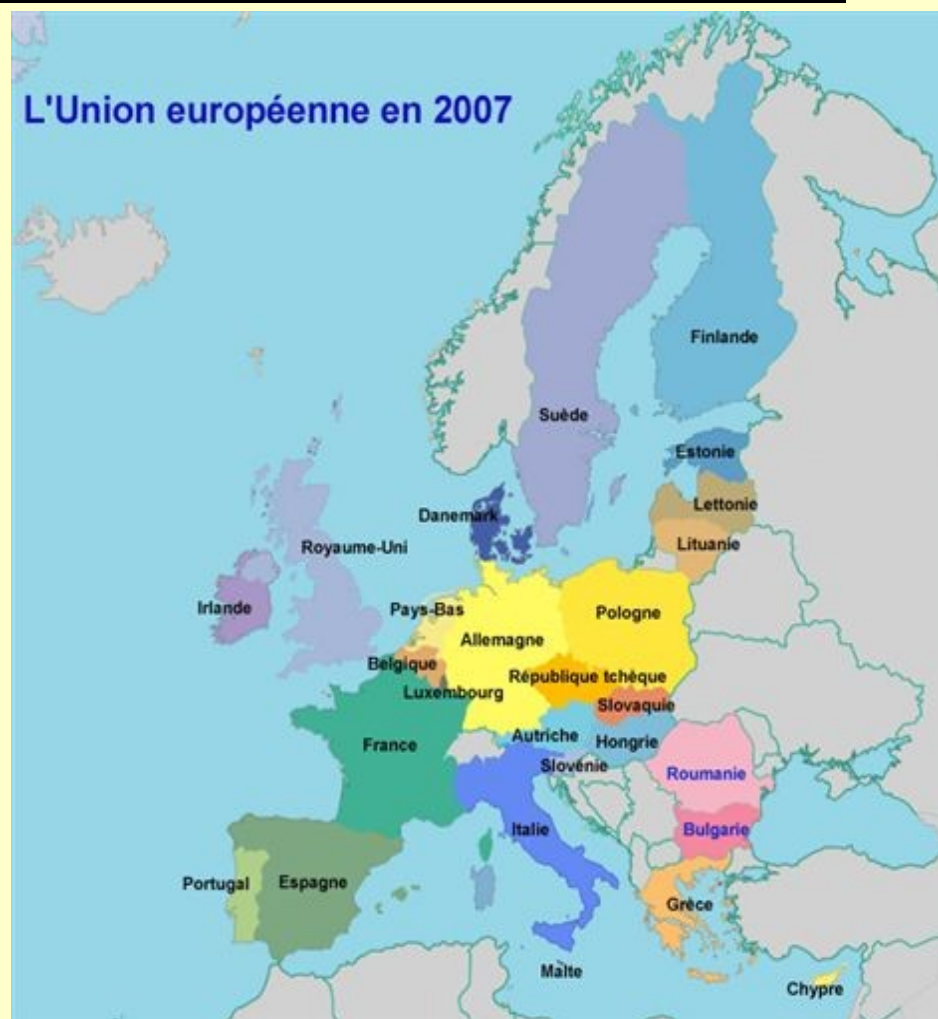 L'Union européenne en 2007
Finlande
Suède
Estonie
Lettonie
Danemark
Lituanie
Royaume-Uni
Irlande
Pays-Bas
Pologne
Allemagne
Belgique
République tchèque
Luxembourg
Slovaquie
Autriche
Hongrie
France
Slovénie
Roumanie
Italie
Bulgarie
Portugal
Espagne
Grèce
Malte
Chypre